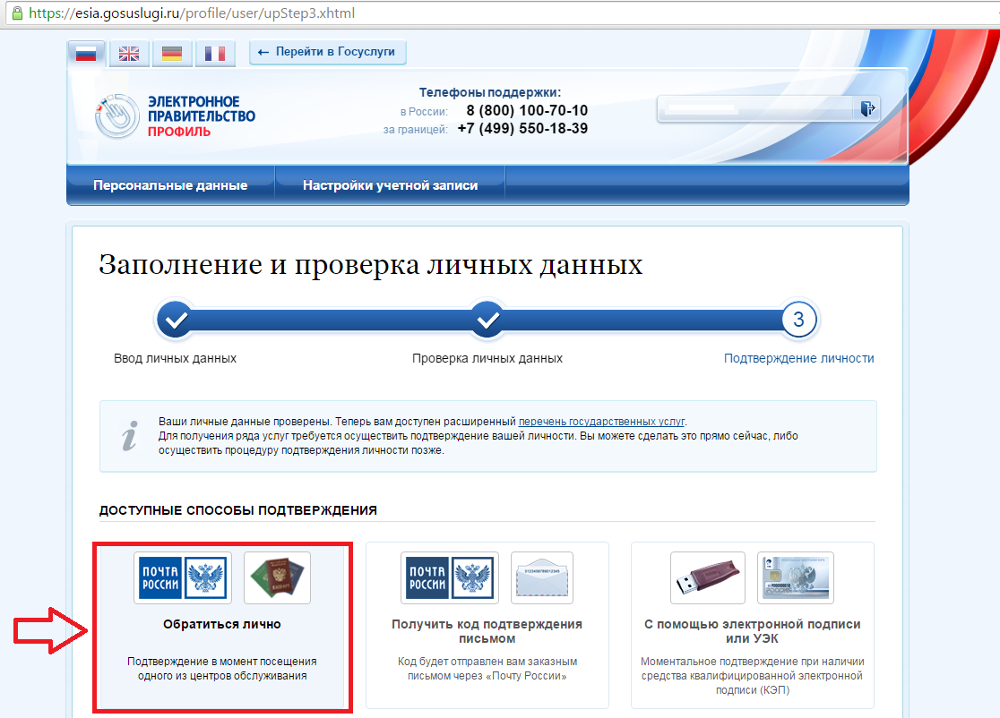 https://esia.gosuslugi.ru/profile/user/upStep3.xhtml
← Перейти в Госуслуги
ЭЛЕКТРОННОЕ
ПРАВИТЕЛЬСТВО
ПРОФИЛЬ
Телефоны поддержки:
в России: 8 (800) 100-70-10
за границей: +7 (499) 550-18-39
Персональные данные Настройки учетной записи
Заполнение и проверка личных данных
3
Ввод личных данных Проверка личных данных Подтверждение личности
Ваши личные данные проверены. Теперь вам доступен расширенный перечень государственных услуг.
Для получения ряда услуг требуется осуществить подтверждение вашей личности. Вы можете сделать это прямо сейчас, либо
осуществить процедуру подтверждения личности позже.
ДОСТУПНЫЕ СПОСОБЫ ПОДТВЕРЖДЕНИЯ
ПОЧТА
РОССИИ
Обратиться лично
Подтверждение в момент посещения
одного из центров обслуживания
ПОЧТА
РОССИИ
Получить код подтверждения
письмом
Код будет отправлен вам заказным
письмом через «Почту России»
С помощью электронной подписи
или УЭК
Моментальное подтверждение при наличии
средства квалифицированной электронной
подписи (КЭП)